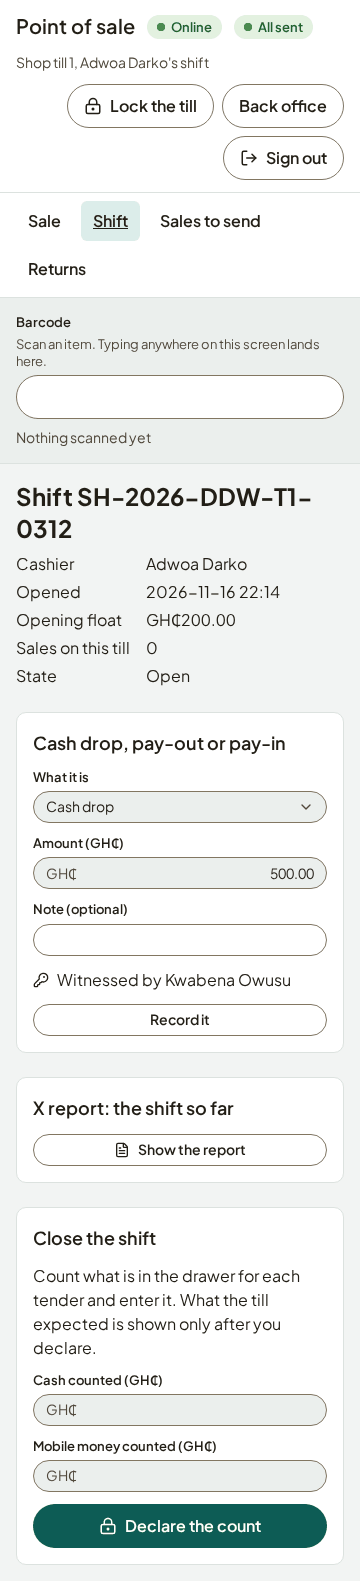 Point of sale
Online
All sent
Shop till 1, Adwoa Darko's shift
Lock the till
Back office
Sign out
Sale
Shift
Sales to send
Returns
Barcode
Scan an item. Typing anywhere on this screen lands
here.
Nothing scanned yet
Shift SH-2026-DDW-T1-
0312
Cashier Adwoa Darko
Opened 2026-11-16 22:14
Opening float GH₵200.00
Sales on this till 0
State Open
Cash drop, pay-out or pay-in
What it is
Cash drop
Amount (GH₵)
GH₵ 500.00
Note (optional)
Witnessed by Kwabena Owusu
Record it
X report: the shift so far
Show the report
Close the shift
Count what is in the drawer for each
tender and enter it. What the till
expected is shown only after you
declare.
Cash counted (GH₵)
GH₵
Mobile money counted (GH₵)
GH₵
Declare the count